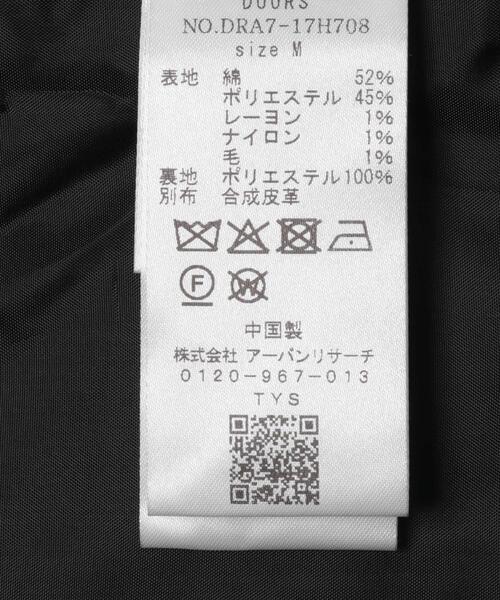 DOORS
NO.DRA7-17H708
size M
表地 綿 52%
ポリエステル 45%
レーヨン 1%
ナイロン 1%
毛 1%
裏地 ポリエステル 100%
別布 合成皮革
F W
中国製
株式会社 アーバンリサーチ
0120-967-013
TYS